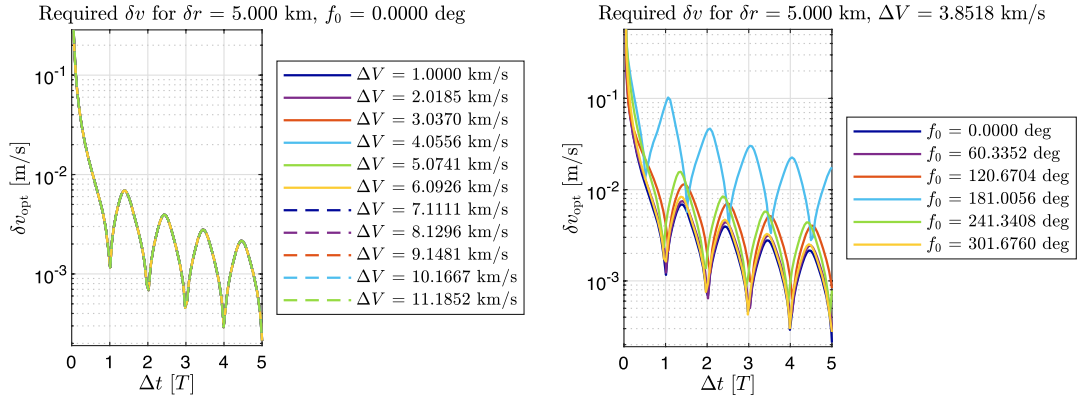 Required δv for δr = 5.000 km, f₀ = 0.0000 deg
δv_opt [m/s]
10⁻¹
10⁻²
10⁻³
0 1 2 3 4 5
Δt [T]
ΔV = 1.0000 km/s
ΔV = 2.0185 km/s
ΔV = 3.0370 km/s
ΔV = 4.0556 km/s
ΔV = 5.0741 km/s
ΔV = 6.0926 km/s
ΔV = 7.1111 km/s
ΔV = 8.1296 km/s
ΔV = 9.1481 km/s
ΔV = 10.1667 km/s
ΔV = 11.1852 km/s
Required δv for δr = 5.000 km, ΔV = 3.8518 km/s
δv_opt [m/s]
10⁻¹
10⁻²
10⁻³
0 1 2 3 4 5
Δt [T]
f₀ = 0.0000 deg
f₀ = 60.3352 deg
f₀ = 120.6704 deg
f₀ = 181.0056 deg
f₀ = 241.3408 deg
f₀ = 301.6760 deg